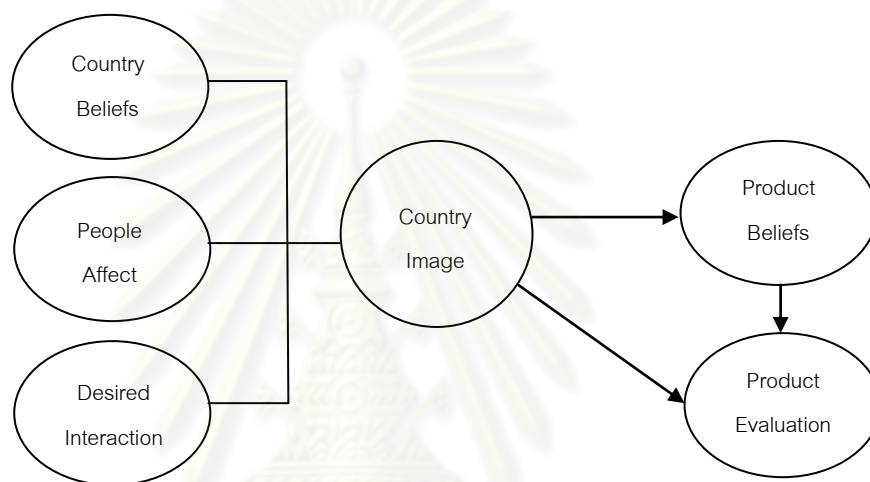 Country
Beliefs
People
Affect
Desired
Interaction
Country
Image
Product
Beliefs
Product
Evaluation